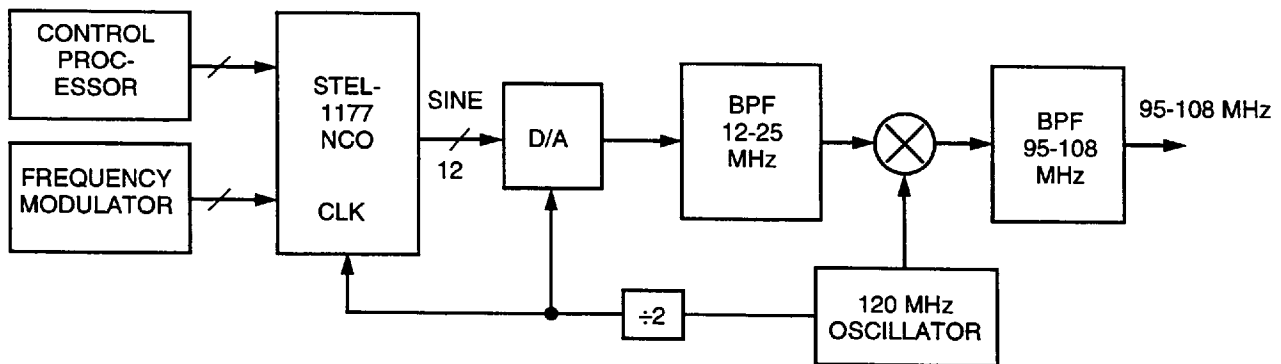 CONTROL
PROC-
ESSOR
FREQUENCY
MODULATOR
STEL-
1177
NCO
CLK
SINE
12
D/A
BPF
12-25
MHz
BPF
95-108
MHz
95-108 MHz
÷2
120 MHz
OSCILLATOR